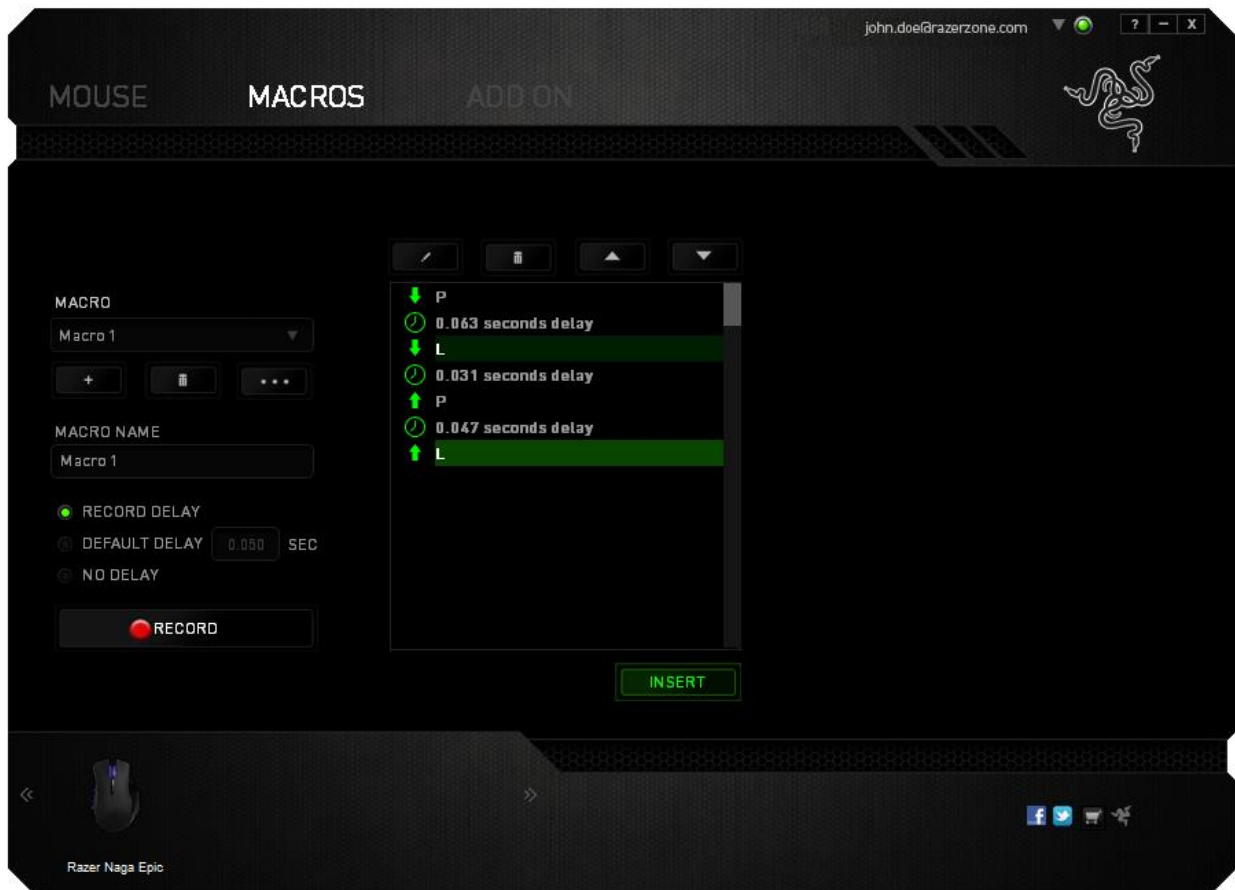 john.doe@razerzone.com
? – X
MOUSE MACROS ADD ON
MACRO
Macro 1
+
MACRO NAME
Macro 1
RECORD DELAY
DEFAULT DELAY 0.050 SEC
NO DELAY
RECORD
P
0.063 seconds delay
L
0.031 seconds delay
P
0.047 seconds delay
L
INSERT
Razer Naga Epic